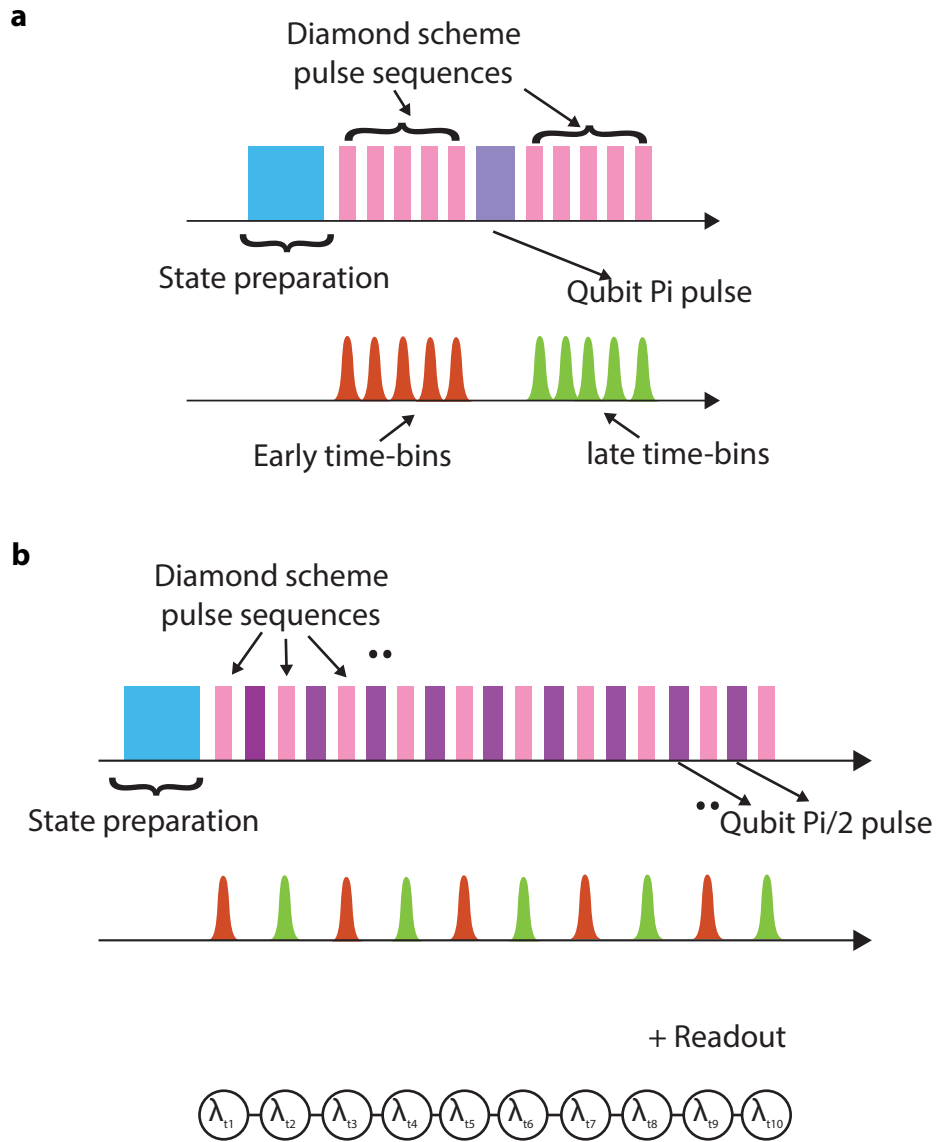 a
Diamond scheme
pulse sequences
State preparation
Qubit Pi pulse
Early time-bins
late time-bins
b
Diamond scheme
pulse sequences
State preparation
Qubit Pi/2 pulse
+ Readout
λt1 λt2 λt3 λt4 λt5 λt6 λt7 λt8 λt9 λt10